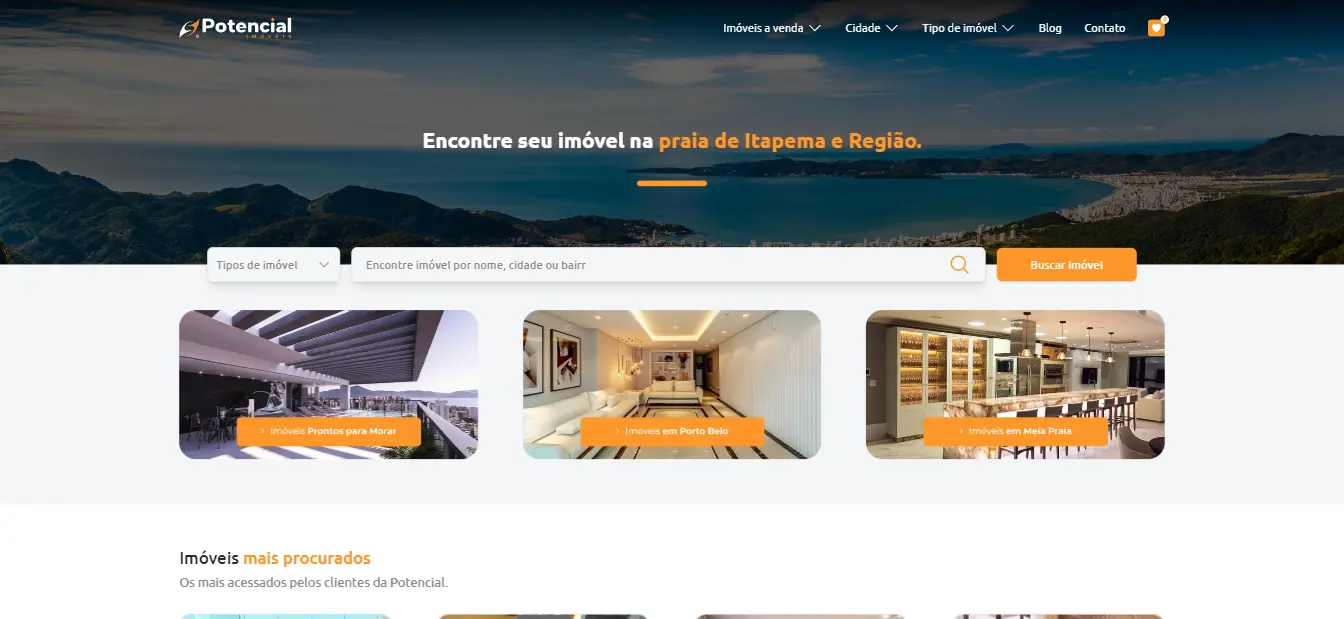 Potencial
IMÓVEIS
Imóveis a venda
Cidade
Tipo de imóvel
Blog
Contato
0
Encontre seu imóvel na praia de Itapema e Região.
Tipos de imóvel
Encontre imóvel por nome, cidade ou bairr
Buscar Imóvel
> Imóveis Prontos para Morar
> Imóveis em Porto Belo
> Imóveis em Meia Praia
Imóveis mais procurados
Os mais acessados pelos clientes da Potencial.